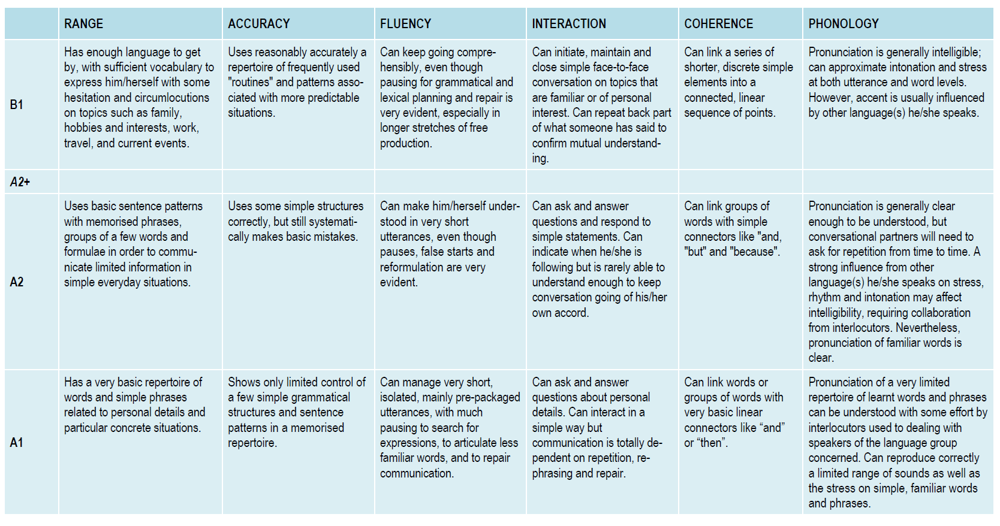 RANGE ACCURACY FLUENCY INTERACTION COHERENCE PHONOLOGY
B1
Has enough language to get
by, with sufficient vocabulary to
express him/herself with some
hesitation and circumlocutions
on topics such as family,
hobbies and interests, work,
travel, and current events.
Uses reasonably accurately a
repertoire of frequently used
"routines" and patterns asso-
ciated with more predictable
situations.
Can keep going compre-
hensibly, even though
pausing for grammatical and
lexical planning and repair is
very evident, especially in
longer stretches of free
production.
Can initiate, maintain and
close simple face-to-face
conversation on topics that
are familiar or of personal
interest. Can repeat back part
of what someone has said to
confirm mutual understand-
ing.
Can link a series of
shorter, discrete simple
elements into a
connected, linear
sequence of points.
Pronunciation is generally intelligible;
can approximate intonation and stress
at both utterance and word levels.
However, accent is usually influenced
by other language(s) he/she speaks.
A2+
A2
Uses basic sentence patterns
with memorised phrases,
groups of a few words and
formulae in order to commu-
nicate limited information in
simple everyday situations.
Uses some simple structures
correctly, but still systemati-
cally makes basic mistakes.
Can make him/herself under-
stood in very short
utterances, even though
pauses, false starts and
reformulation are very
evident.
Can ask and answer
questions and respond to
simple statements. Can
indicate when he/she is
following but is rarely able to
understand enough to keep
conversation going of his/her
own accord.
Can link groups of
words with simple
connectors like "and,
"but" and "because".
Pronunciation is generally clear
enough to be understood, but
conversational partners will need to
ask for repetition from time to time. A
strong influence from other
language(s) he/she speaks on stress,
rhythm and intonation may affect
intelligibility, requiring collaboration
from interlocutors. Nevertheless,
pronunciation of familiar words is
clear.
A1
Has a very basic repertoire of
words and simple phrases
related to personal details and
particular concrete situations.
Shows only limited control of
a few simple grammatical
structures and sentence
patterns in a memorised
repertoire.
Can manage very short,
isolated, mainly pre-packaged
utterances, with much
pausing to search for
expressions, to articulate less
familiar words, and to repair
communication.
Can ask and answer
questions about personal
details. Can interact in a
simple way but
communication is totally de-
pendent on repetition, re-
phrasing and repair.
Can link words or
groups of words with
very basic linear
connectors like “and”
or “then”.
Pronunciation of a very limited
repertoire of learnt words and phrases
can be understood with some effort by
interlocutors used to dealing with
speakers of the language group
concerned. Can reproduce correctly
a limited range of sounds as well as
the stress on simple, familiar words
and phrases.